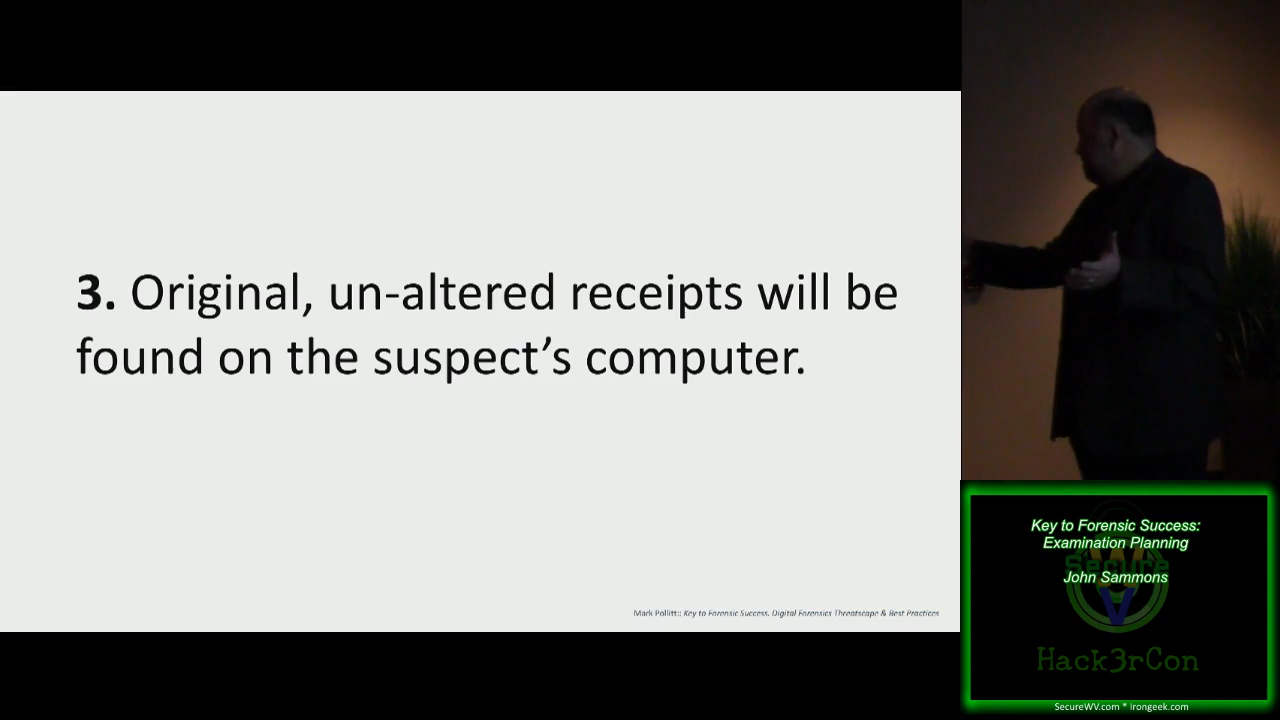 3. Original, un-altered receipts will be
found on the suspect’s computer.
Mark Pollitt:: Key to Forensic Success. Digital Forensics Threatscape & Best Practices
Key to Forensic Success:
Examination Planning
John Sammons
Secure
W
V
Hack3rCon
SecureWV.com * Irongeek.com